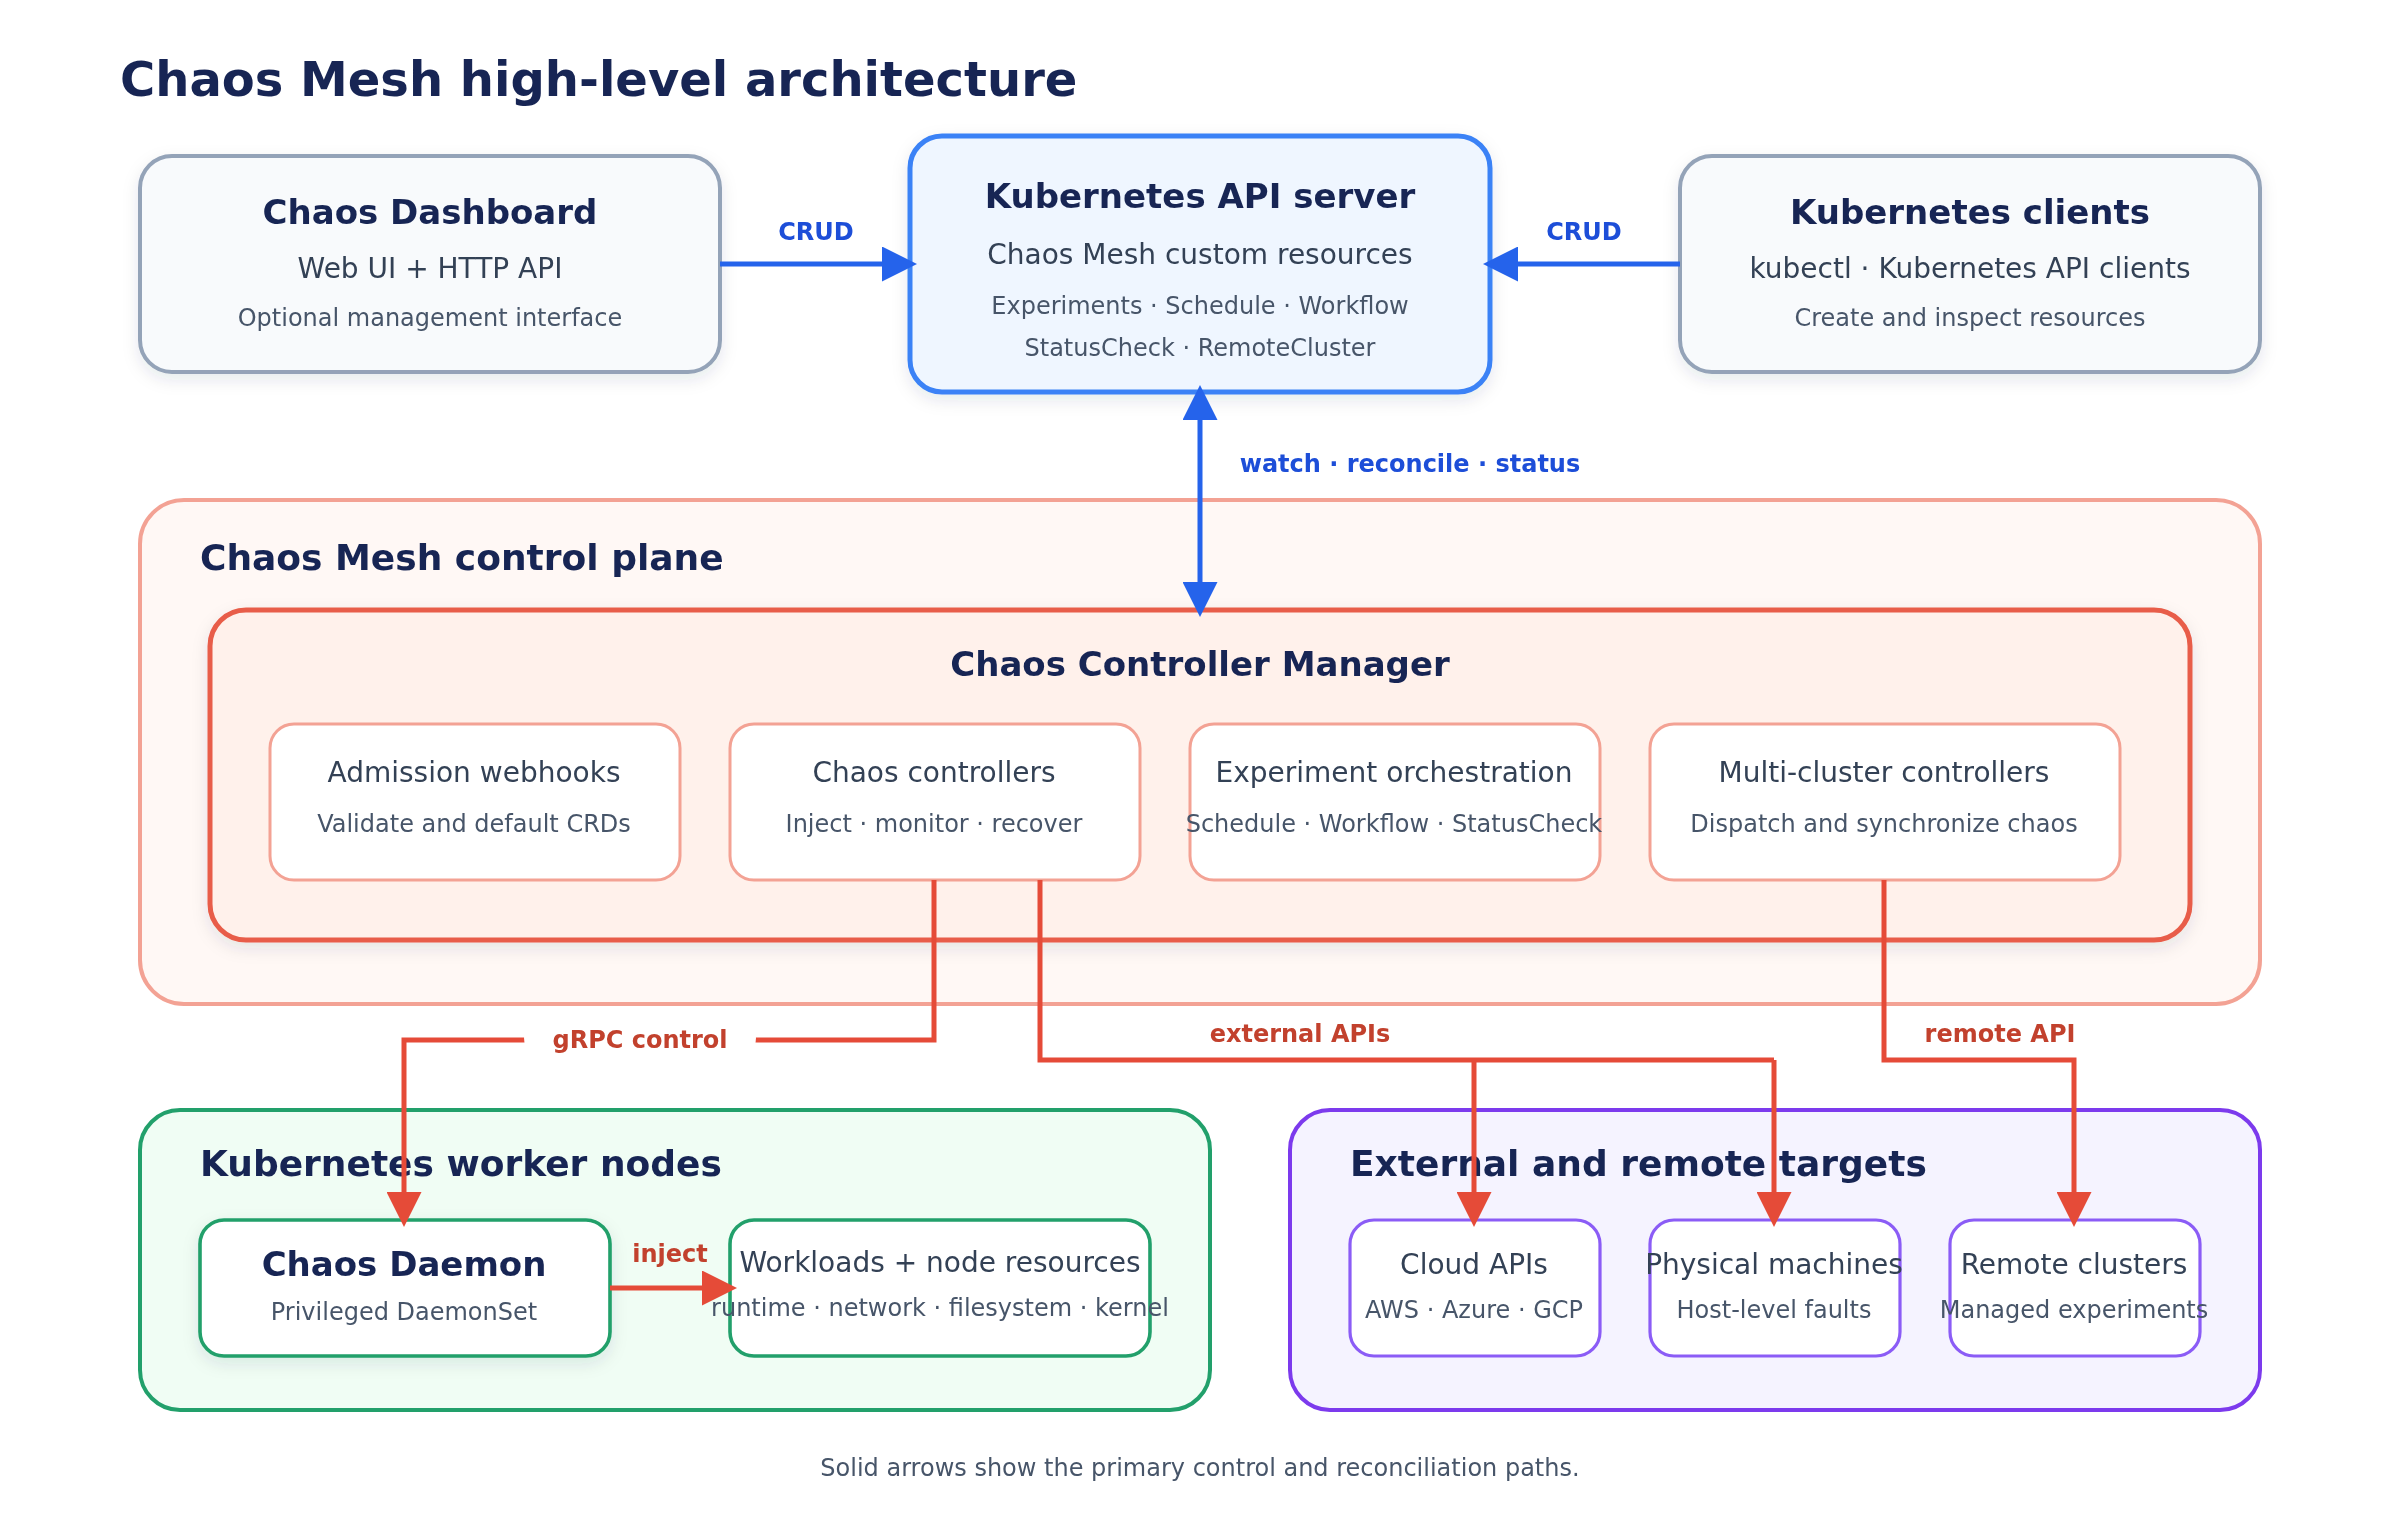 Chaos Mesh high-level architecture
Chaos Dashboard
Web UI + HTTP API
Optional management interface
CRUD
Kubernetes API server
Chaos Mesh custom resources
Experiments · Schedule · Workflow
StatusCheck · RemoteCluster
CRUD
Kubernetes clients
kubectl · Kubernetes API clients
Create and inspect resources
watch · reconcile · status
Chaos Mesh control plane
Chaos Controller Manager
Admission webhooks
Validate and default CRDs
Chaos controllers
Inject · monitor · recover
Experiment orchestration
Schedule · Workflow · StatusCheck
Multi-cluster controllers
Dispatch and synchronize chaos
gRPC control
external APIs
remote API
Kubernetes worker nodes
Chaos Daemon
Privileged DaemonSet
inject
Workloads + node resources
runtime · network · filesystem · kernel
External and remote targets
Cloud APIs
AWS · Azure · GCP
Physical machines
Host-level faults
Remote clusters
Managed experiments
Solid arrows show the primary control and reconciliation paths.